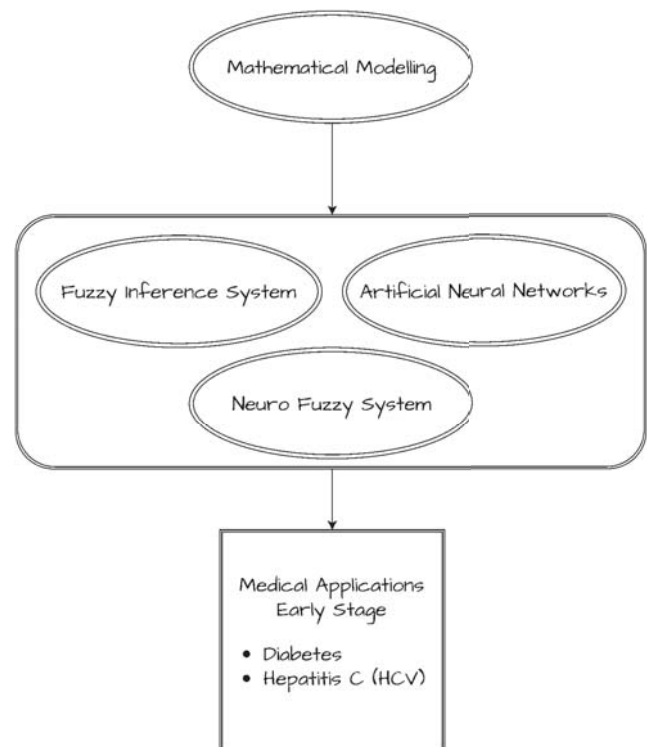 Mathematical Modelling
Fuzzy Inference System
Artificial Neural Networks
Neuro Fuzzy System
Medical Applications
Early Stage
• Diabetes
• Hepatitis C (HCV)